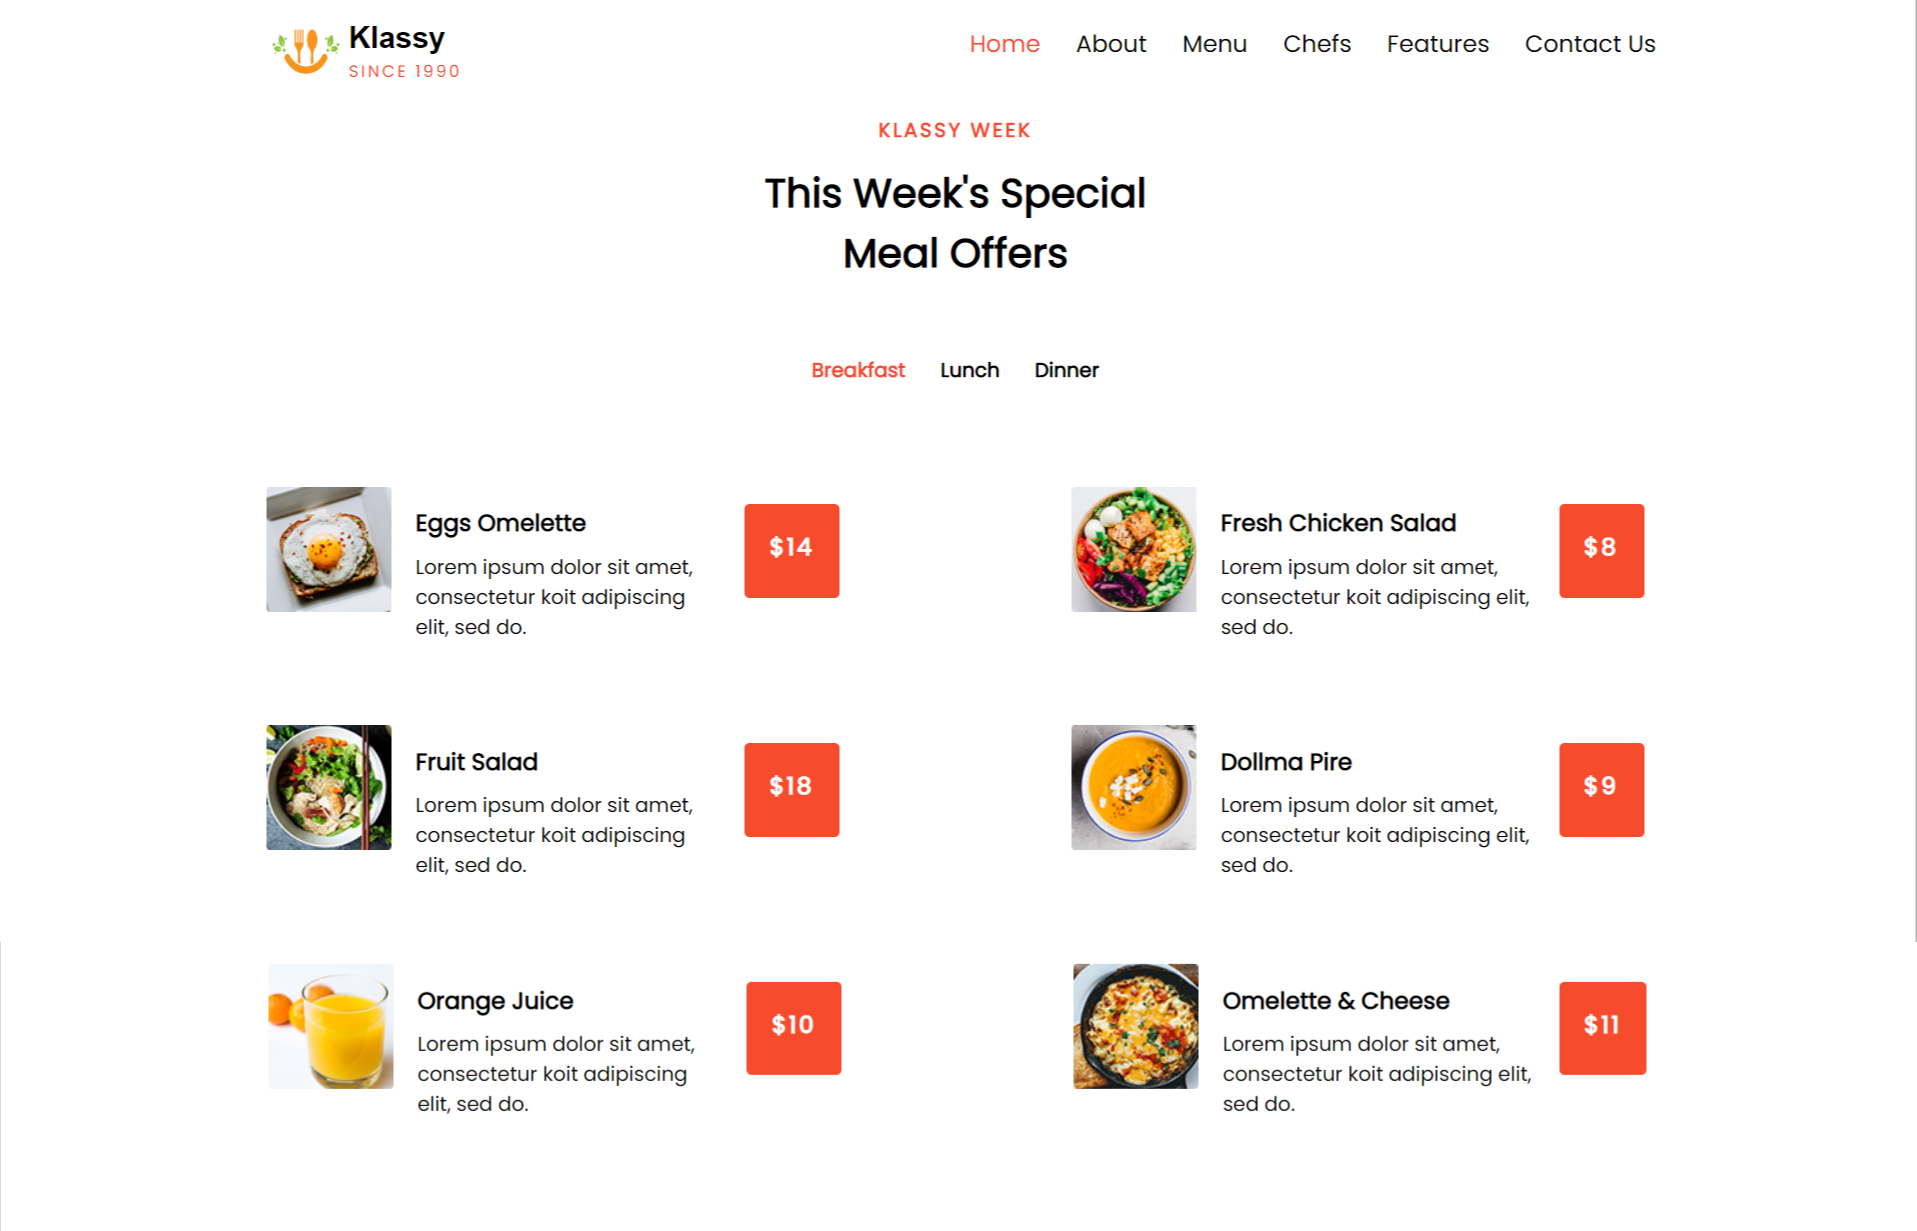 Klassy
SINCE 1990
Home About Menu Chefs Features Contact Us
KLASSY WEEK
This Week's Special
Meal Offers
Breakfast Lunch Dinner
Eggs Omelette
Lorem ipsum dolor sit amet,
consectetur koit adipiscing
elit, sed do.
$14
Fresh Chicken Salad
Lorem ipsum dolor sit amet,
consectetur koit adipiscing elit,
sed do.
$8
Fruit Salad
Lorem ipsum dolor sit amet,
consectetur koit adipiscing
elit, sed do.
$18
Dollma Pire
Lorem ipsum dolor sit amet,
consectetur koit adipiscing elit,
sed do.
$9
Orange Juice
Lorem ipsum dolor sit amet,
consectetur koit adipiscing
elit, sed do.
$10
Omelette & Cheese
Lorem ipsum dolor sit amet,
consectetur koit adipiscing elit,
sed do.
$11